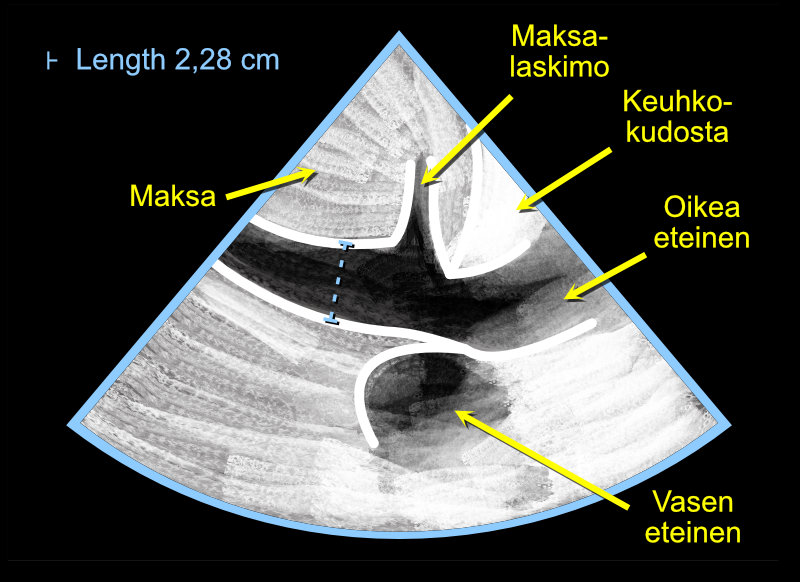 ⊦ Length 2,28 cm
Maksa-
laskimo
Keuhko-
kudosta
Maksa
Oikea
eteinen
Vasen
eteinen